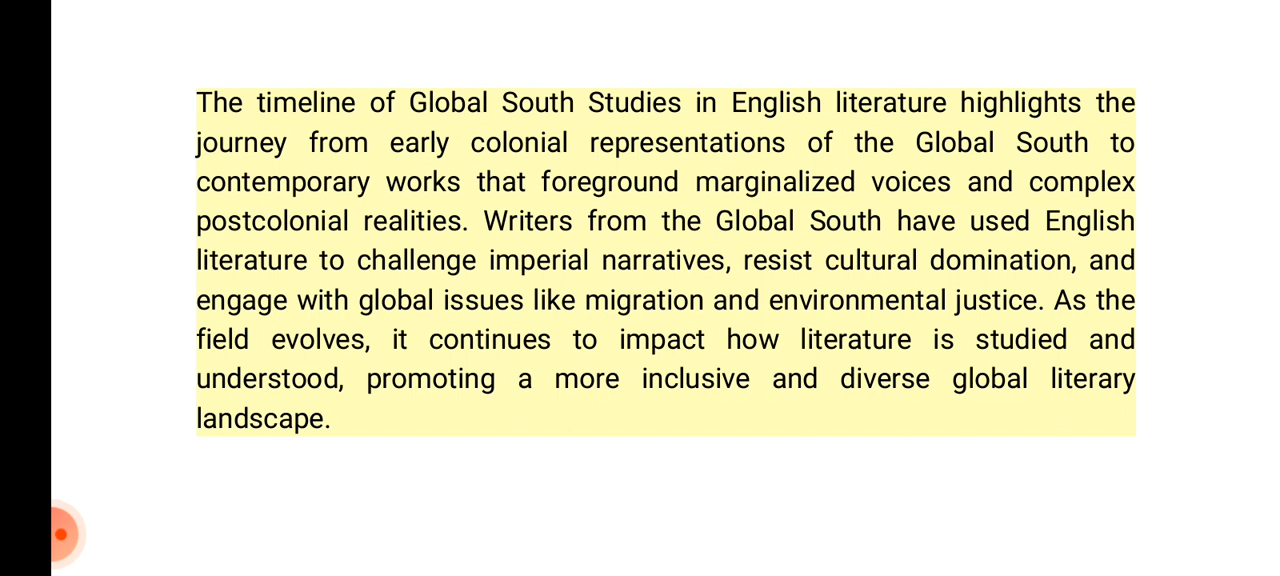 The timeline of Global South Studies in English literature highlights the
journey from early colonial representations of the Global South to
contemporary works that foreground marginalized voices and complex
postcolonial realities. Writers from the Global South have used English
literature to challenge imperial narratives, resist cultural domination, and
engage with global issues like migration and environmental justice. As the
field evolves, it continues to impact how literature is studied and
understood, promoting a more inclusive and diverse global literary
landscape.